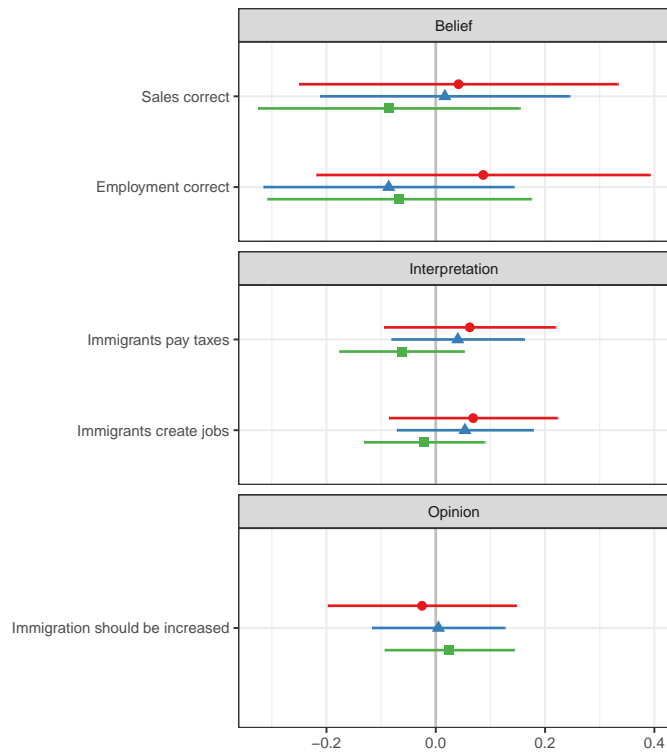 Belief
Sales correct
Employment correct
Interpretation
Immigrants pay taxes
Immigrants create jobs
Opinion
Immigration should be increased
−0.2 0.0 0.2 0.4